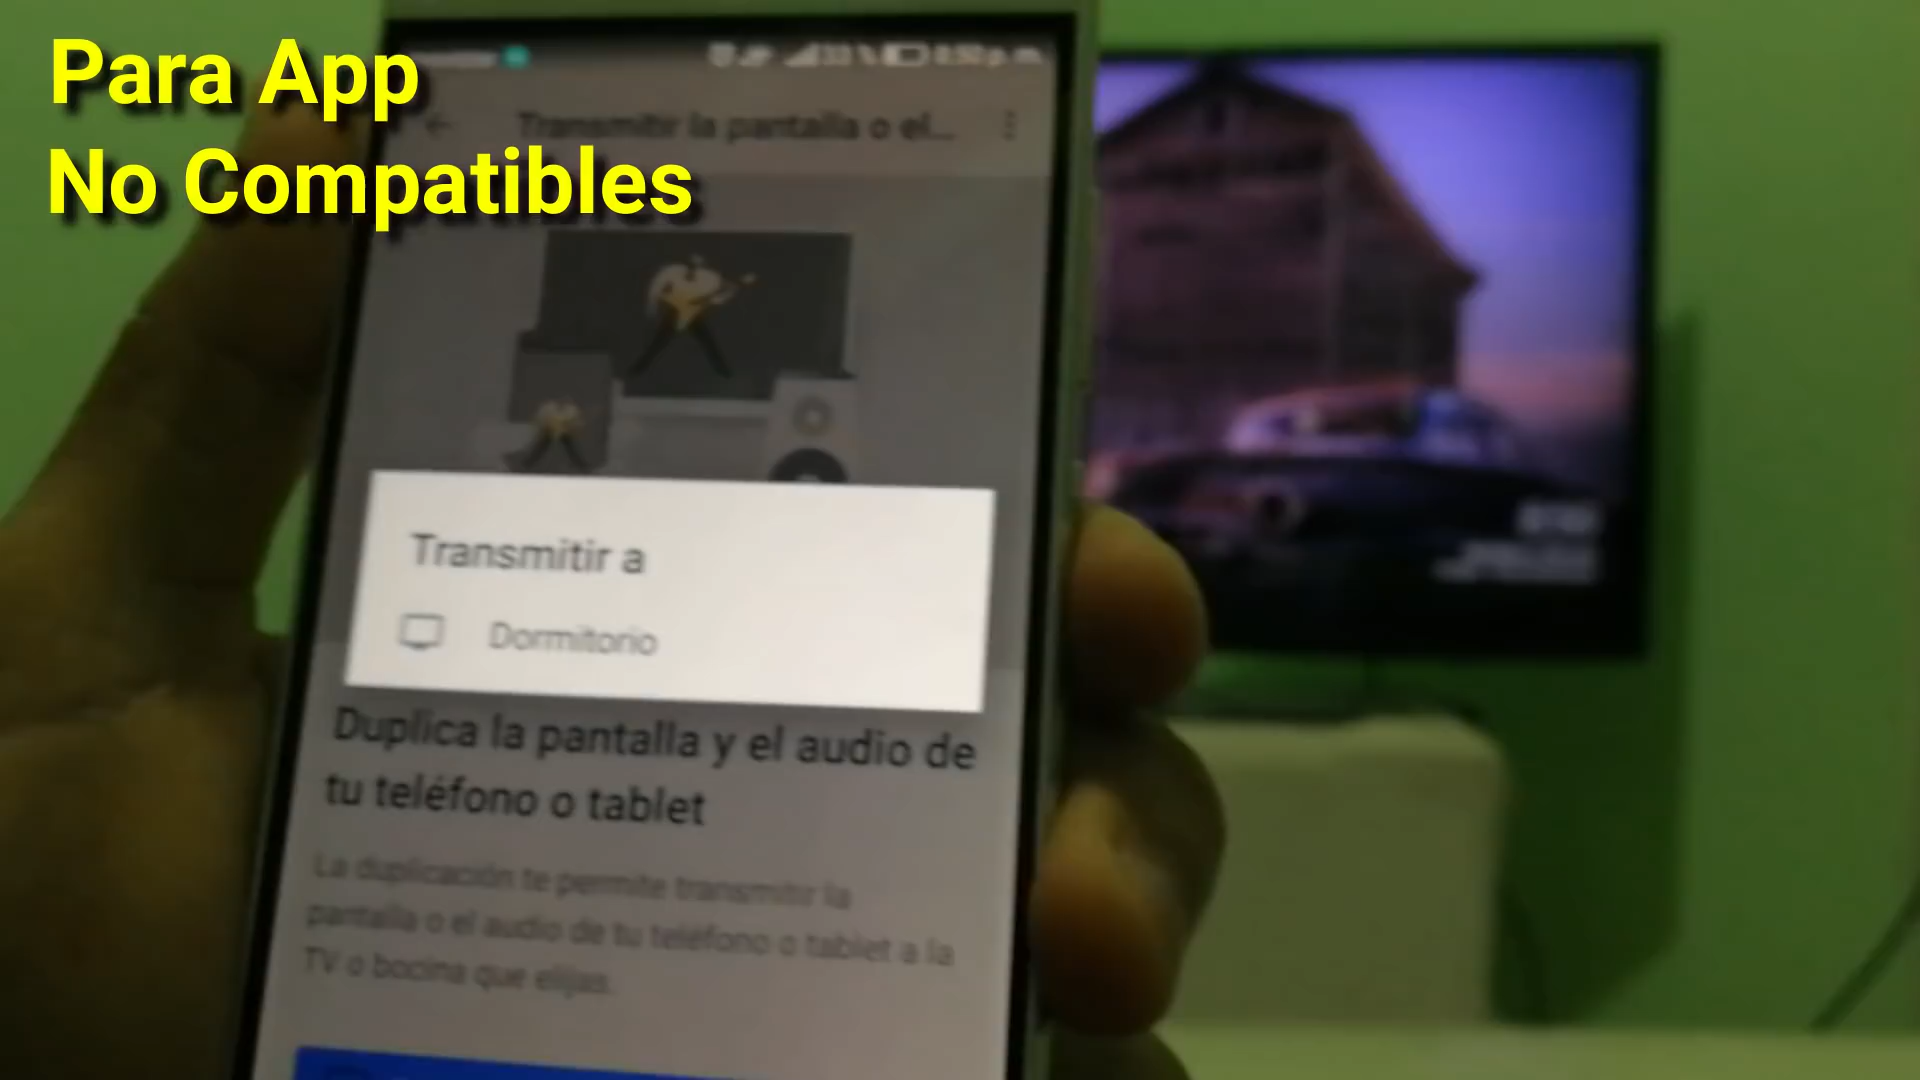 Para App
No Compatibles
Transmitir la pantalla o el...
Transmitir a
Dormitorio
Duplica la pantalla y el audio de
tu teléfono o tablet
La duplicación te permite transmitir la
pantalla o el audio de tu teléfono o tablet a la
TV o bocina que elijas.